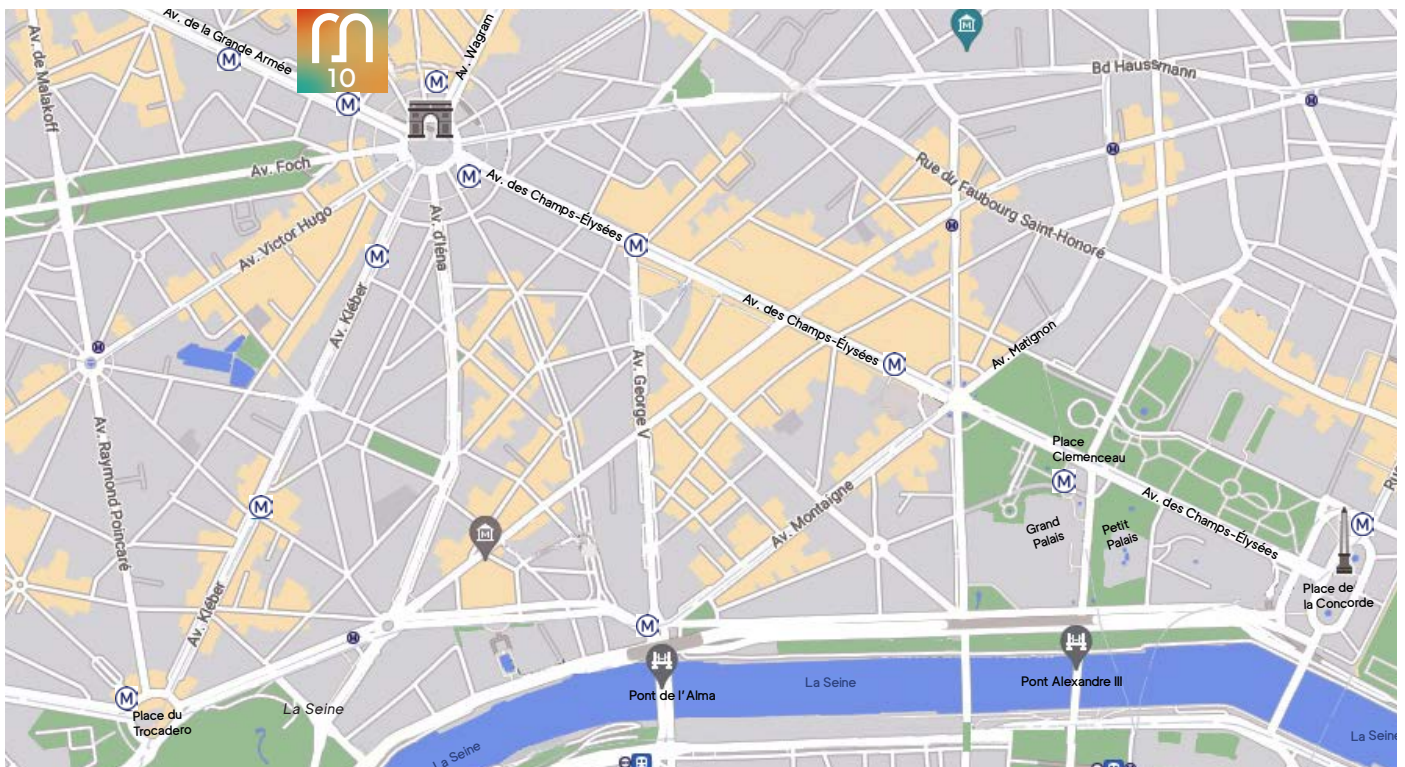 Av. de la Grande Armée
10
Av. Wagram
Av. de Malakoff
M
M
M
M
Bd Haussmann
Av. Foch
M
Av. des Champs-Élysées
Rue du Faubourg Saint-Honoré
Av. Victor Hugo
Av. d'Iéna
M
M
Av. Kléber
Av. des Champs-Élysées
M
Av. Matignon
Av. George V
Av. Raymond Poincaré
Place
Clemenceau
M
Av. Montaigne
Av. des Champs-Élysées
M
M
M
Grand
Palais
Petit
Palais
Place de
la Concorde
Av. Kléber
M
Pont de l'Alma
La Seine
Pont Alexandre III
M
Place du
Trocadero
La Seine
La Seine
La Seine